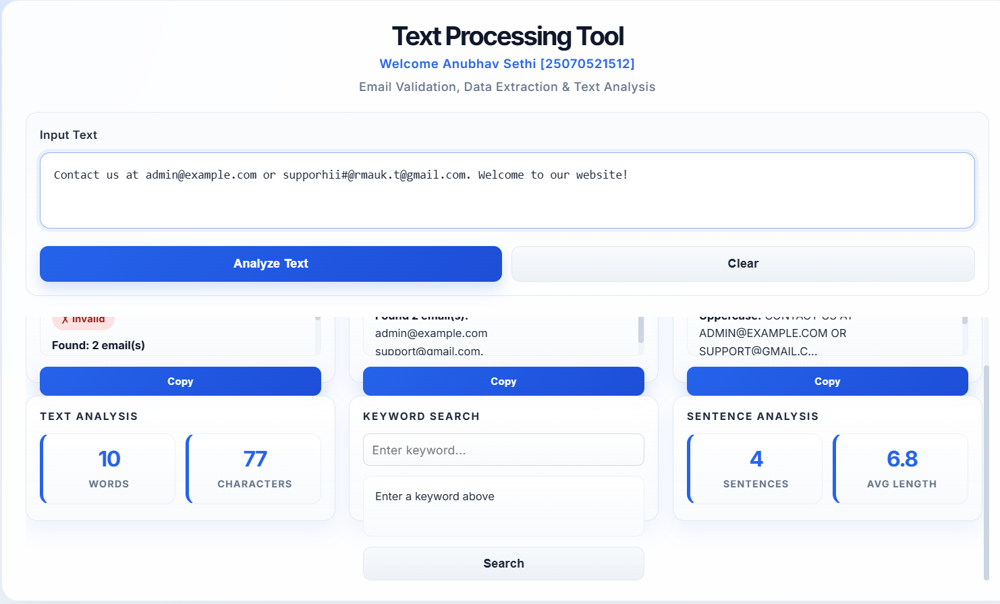 Text Processing Tool
Welcome Anubhav Sethi [25070521512]
Email Validation, Data Extraction & Text Analysis
Input Text
Contact us at admin@example.com or supporhii#@rmauk.t@gmail.com. Welcome to our website!
Analyze Text
Clear
✗ Invalid
Found: 2 email(s)
Copy
Found 2 email(s):
admin@example.com
support@gmail.com.
Copy
Uppercase: CONTACT US AT
ADMIN@EXAMPLE.COM OR
SUPPORT@GMAIL.C...
Copy
TEXT ANALYSIS
10
WORDS
77
CHARACTERS
KEYWORD SEARCH
Enter keyword...
Enter a keyword above
Search
SENTENCE ANALYSIS
4
SENTENCES
6.8
AVG LENGTH